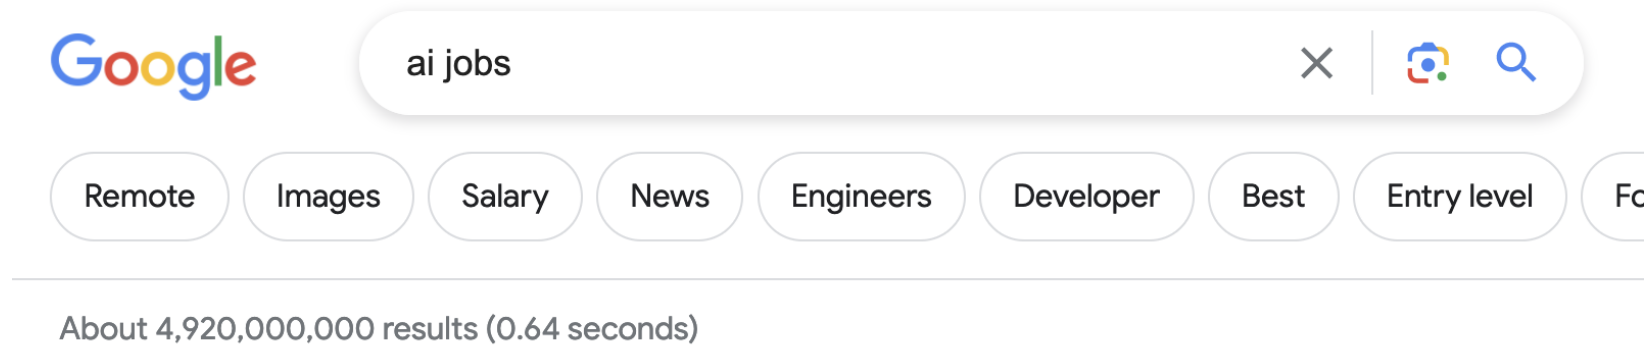 Google
ai jobs
Remote Images Salary News Engineers Developer Best Entry level
About 4,920,000,000 results (0.64 seconds)